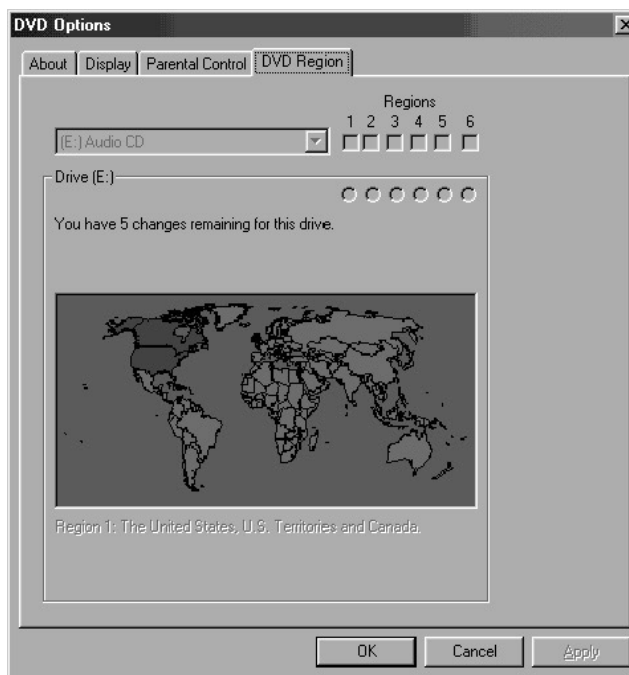 DVD Options
About Display Parental Control DVD Region
Regions
1 2 3 4 5 6
(E:) Audio CD
Drive (E:)
You have 5 changes remaining for this drive.
Region 1: The United States, U.S. Territories and Canada.
OK Cancel Apply